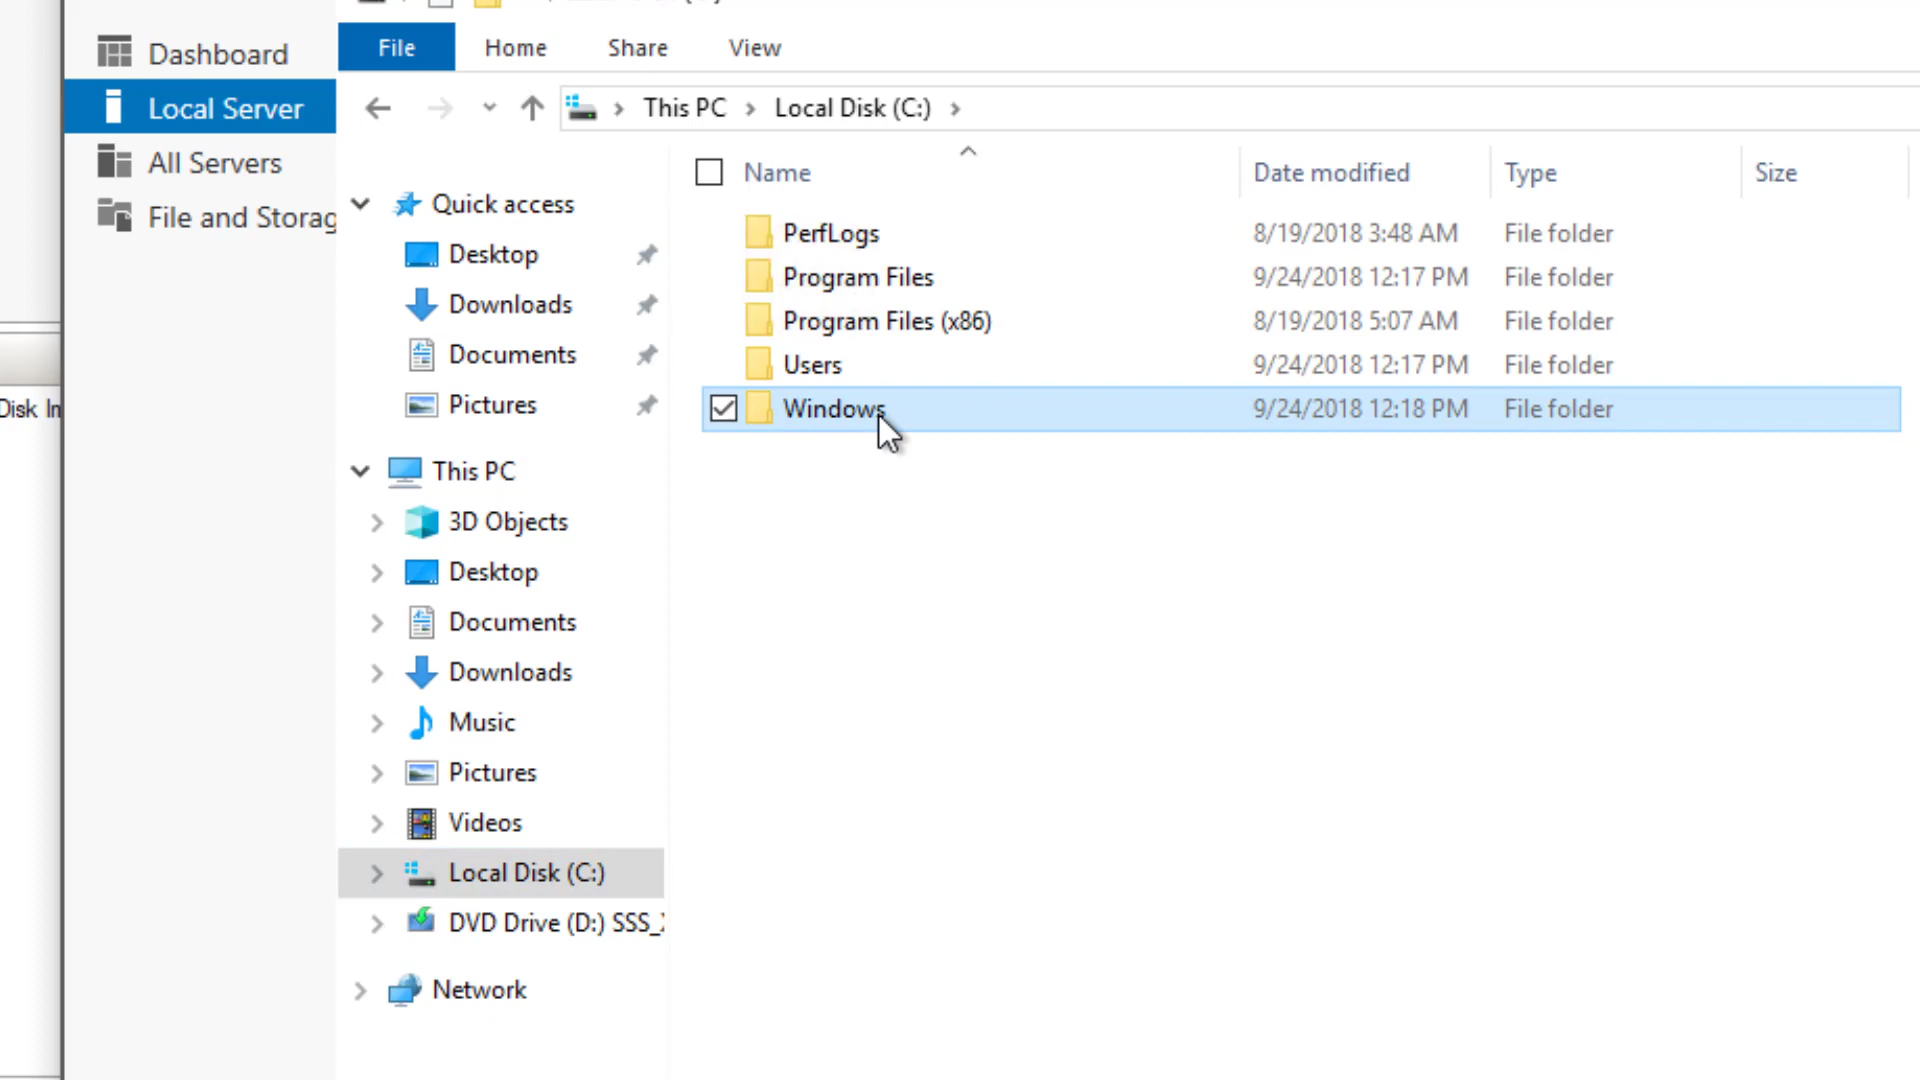 Dashboard
Local Server
All Servers
File and Storag
Disk In
File Home Share View
This PC Local Disk (C:)
Name Date modified Type Size
PerfLogs 8/19/2018 3:48 AM File folder
Program Files 9/24/2018 12:17 PM File folder
Program Files (x86) 8/19/2018 5:07 AM File folder
Users 9/24/2018 12:17 PM File folder
Windows 9/24/2018 12:18 PM File folder
Quick access
Desktop
Downloads
Documents
Pictures
This PC
3D Objects
Desktop
Documents
Downloads
Music
Pictures
Videos
Local Disk (C:)
DVD Drive (D:) SSS_
Network